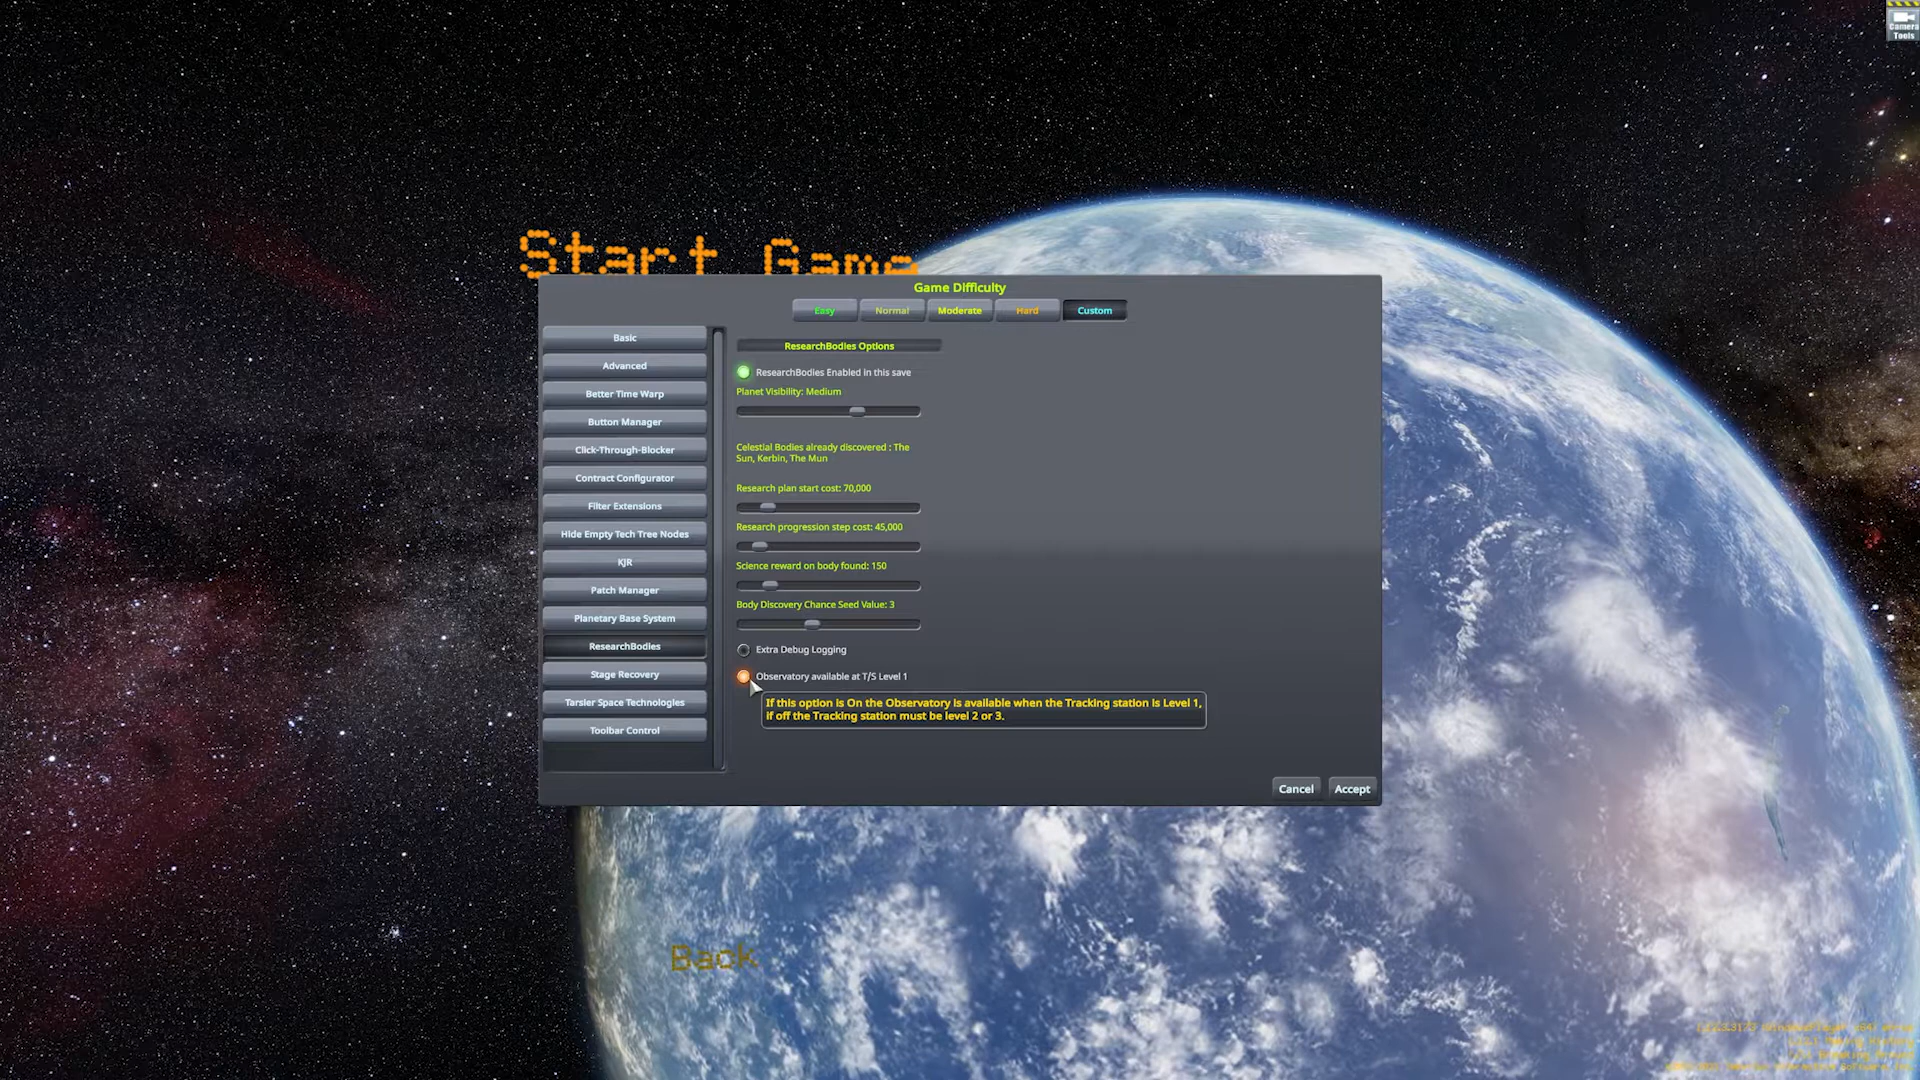 Camera
Tools
Start Game
Game Difficulty
Easy
Normal
Moderate
Hard
Custom
Basic
Advanced
Better Time Warp
Button Manager
Click-Through-Blocker
Contract Configurator
Filter Extensions
Hide Empty Tech Tree Nodes
KJR
Patch Manager
Planetary Base System
ResearchBodies
Stage Recovery
Tarsier Space Technologies
Toolbar Control
ResearchBodies Options
ResearchBodies Enabled in this save
Planet Visibility: Medium
Celestial Bodies already discovered : The
Sun, Kerbin, The Mun
Research plan start cost: 70,000
Research progression step cost: 45,000
Science reward on body found: 150
Body Discovery Chance Seed Value: 3
Extra Debug Logging
Observatory available at T/S Level 1
If this option is On the Observatory is available when the Tracking station is Level 1,
if off the Tracking station must be level 2 or 3.
Cancel
Accept
Back